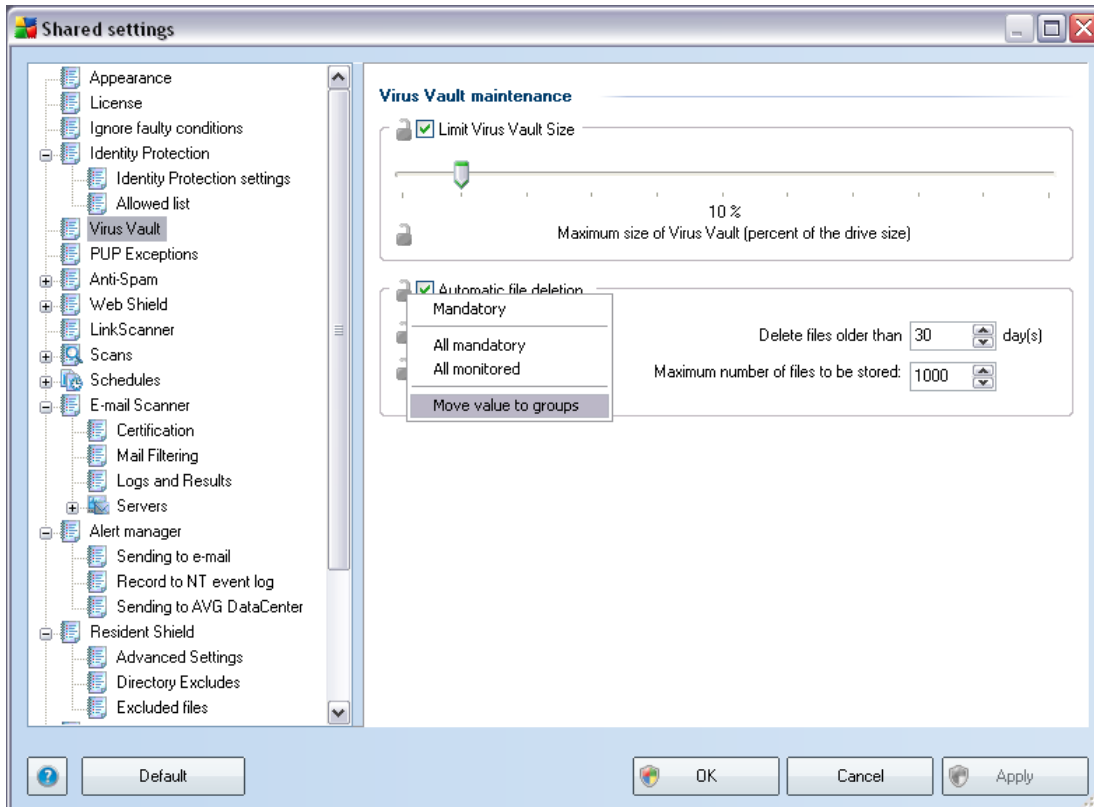 Shared settings
Appearance
License
Ignore faulty conditions
Identity Protection
Identity Protection settings
Allowed list
Virus Vault
PUP Exceptions
Anti-Spam
Web Shield
LinkScanner
Scans
Schedules
E-mail Scanner
Certification
Mail Filtering
Logs and Results
Servers
Alert manager
Sending to e-mail
Record to NT event log
Sending to AVG DataCenter
Resident Shield
Advanced Settings
Directory Excludes
Excluded files
Virus Vault maintenance
Limit Virus Vault Size
10 %
Maximum size of Virus Vault (percent of the drive size)
Automatic file deletion
Mandatory
All mandatory
All monitored
Move value to groups
Delete files older than 30 day(s)
Maximum number of files to be stored: 1000
? Default OK Cancel Apply